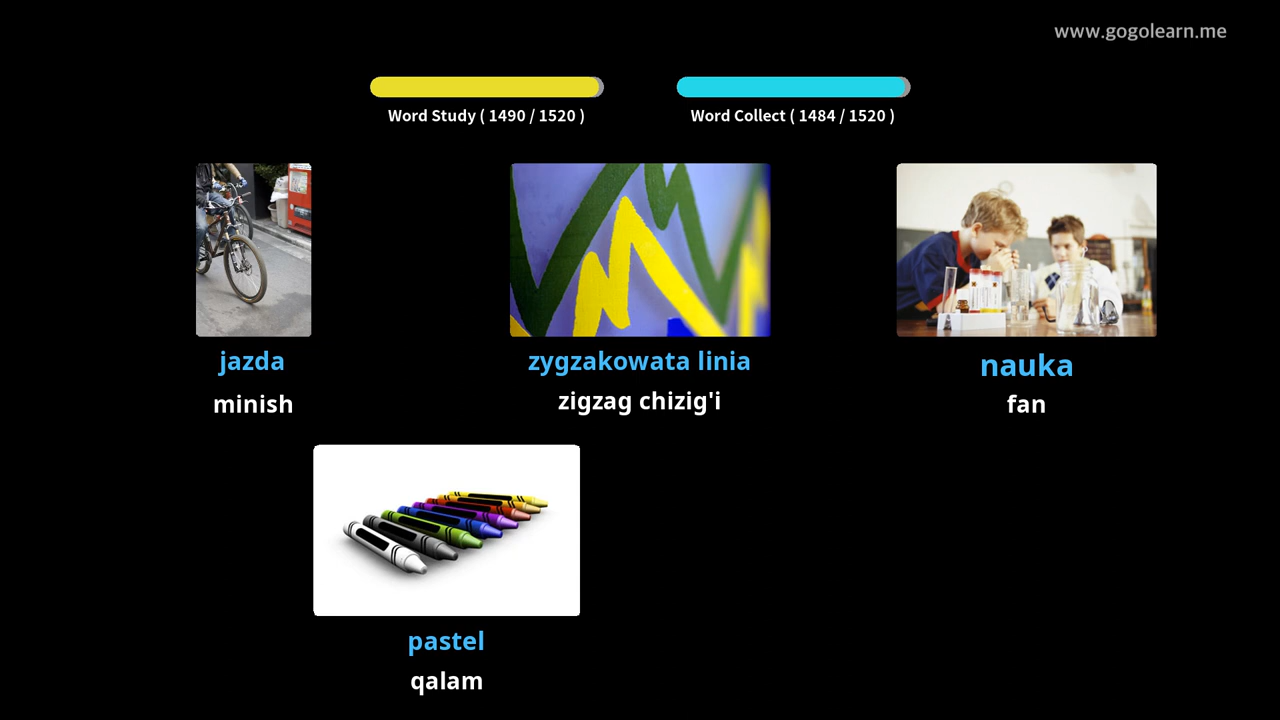 www.gogolearn.me
Word Study ( 1490 / 1520 )
Word Collect ( 1484 / 1520 )
jazda
minish
zygzakowata linia
zigzag chizig'i
nauka
fan
pastel
qalam